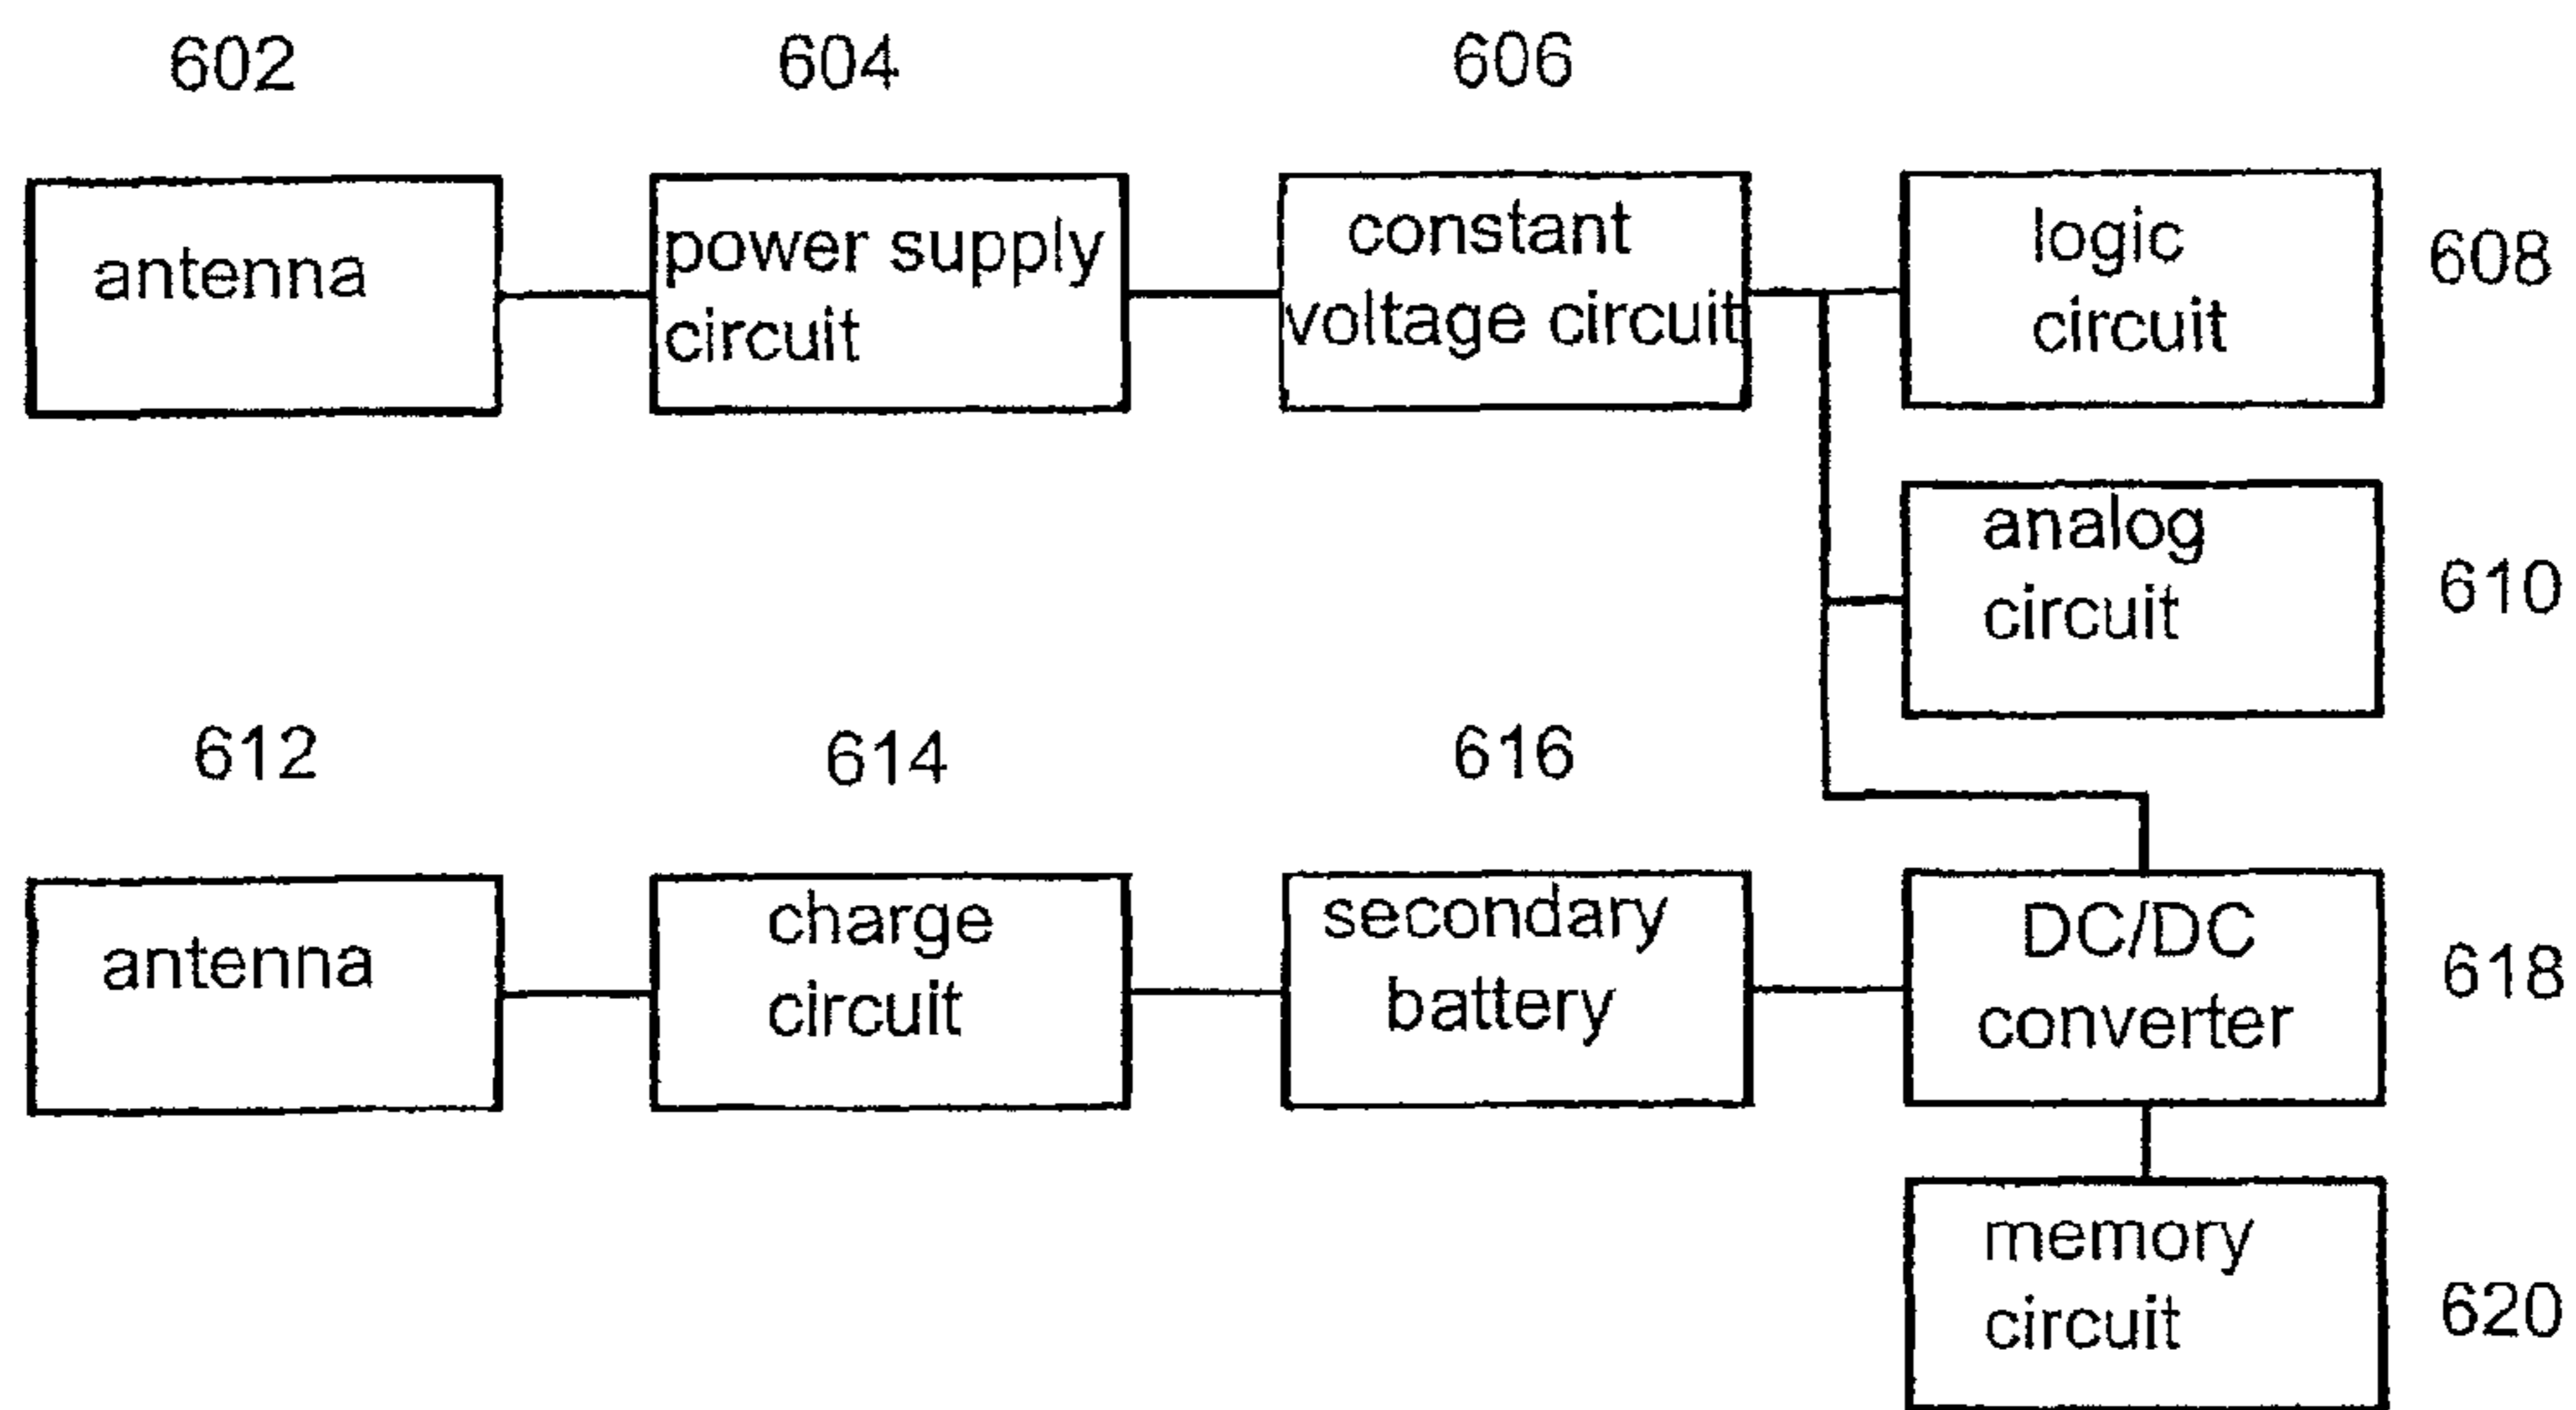 602
604
606
antenna
power supply
circuit
constant
voltage circuit
logic
circuit
608
analog
circuit
610
612
614
616
antenna
charge
circuit
secondary
battery
DC/DC
converter
618
memory
circuit
620